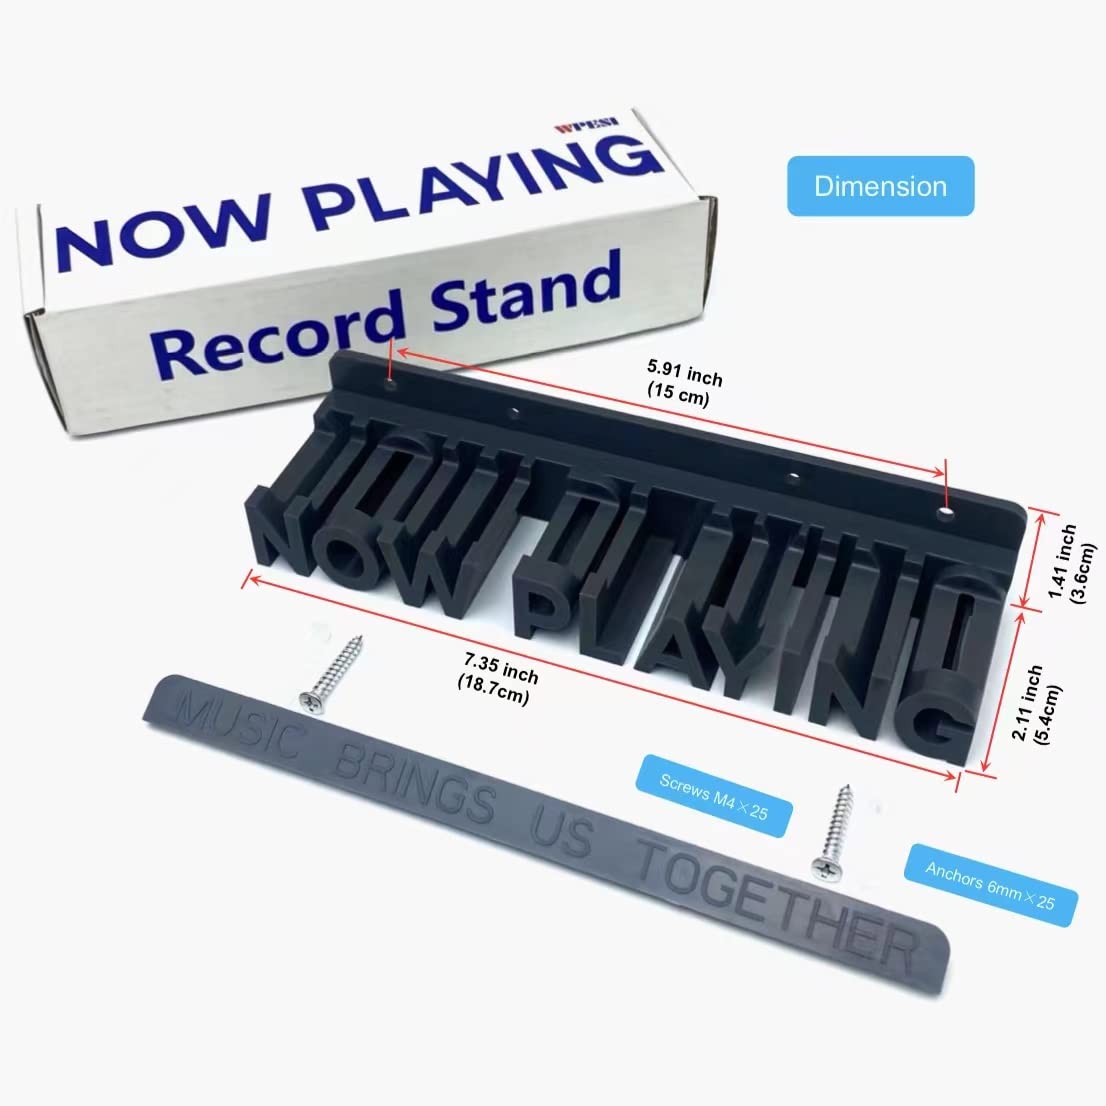 WPESI
NOW PLAYING
Record Stand
Dimension
5.91 inch
(15 cm)
1.41 inch
(3.6cm)
2.11 inch
(5.4cm)
7.35 inch
(18.7cm)
NOW PLAYING
MUSIC BRINGS US TOGETHER
Screws M4×25
Anchors 6mm×25